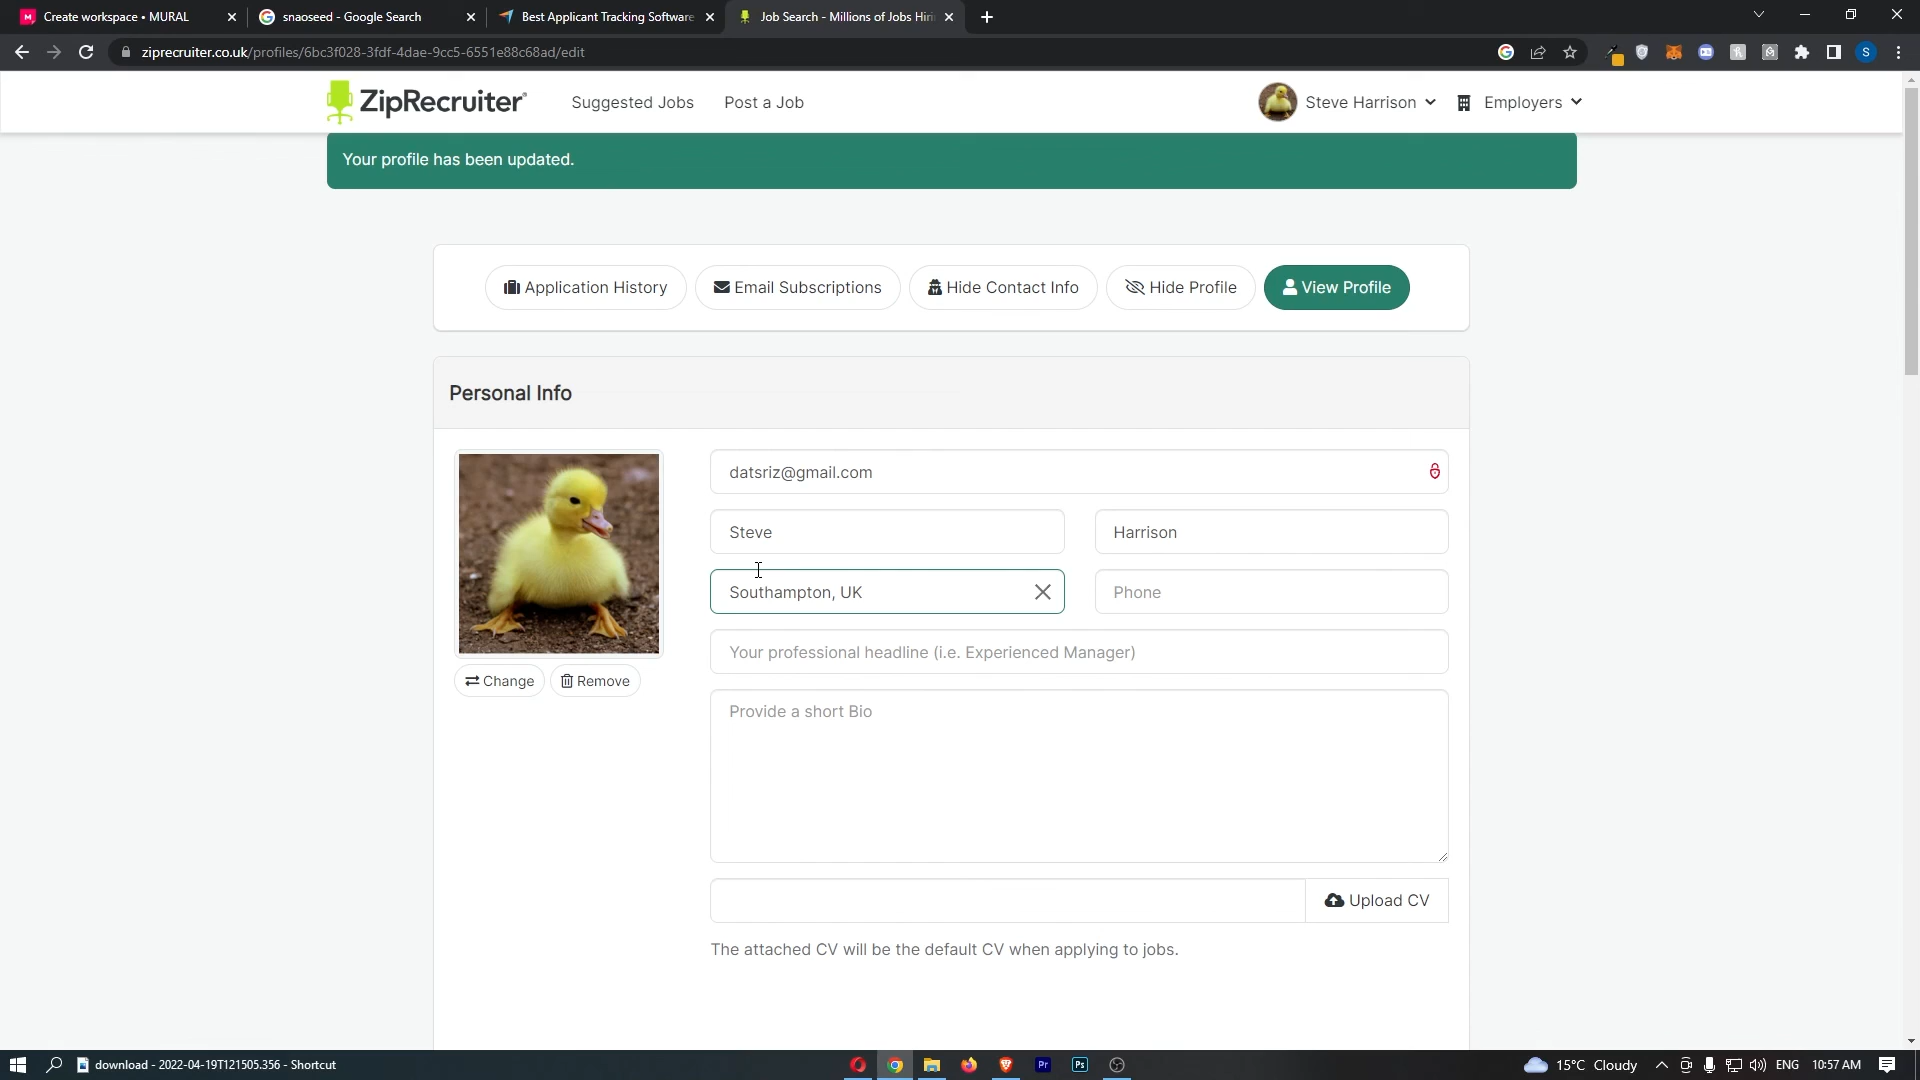 Create workspace • MURAL
snaoseed - Google Search
Best Applicant Tracking Software
Job Search - Millions of Jobs Hiri
ziprecruiter.co.uk/profiles/6bc3f028-3fdf-4dae-9cc5-6551e88c68ad/edit
S
ZipRecruiter
Suggested Jobs
Post a Job
Steve Harrison
Employers
Your profile has been updated.
Application History
Email Subscriptions
Hide Contact Info
Hide Profile
View Profile
Personal Info
datsriz@gmail.com
Steve
Harrison
Southampton, UK
Phone
Your professional headline (i.e. Experienced Manager)
Change
Remove
Provide a short Bio
Upload CV
The attached CV will be the default CV when applying to jobs.
download - 2022-04-19T121505.356 - Shortcut
Pr
Ps
15°C Cloudy
ENG
10:57 AM